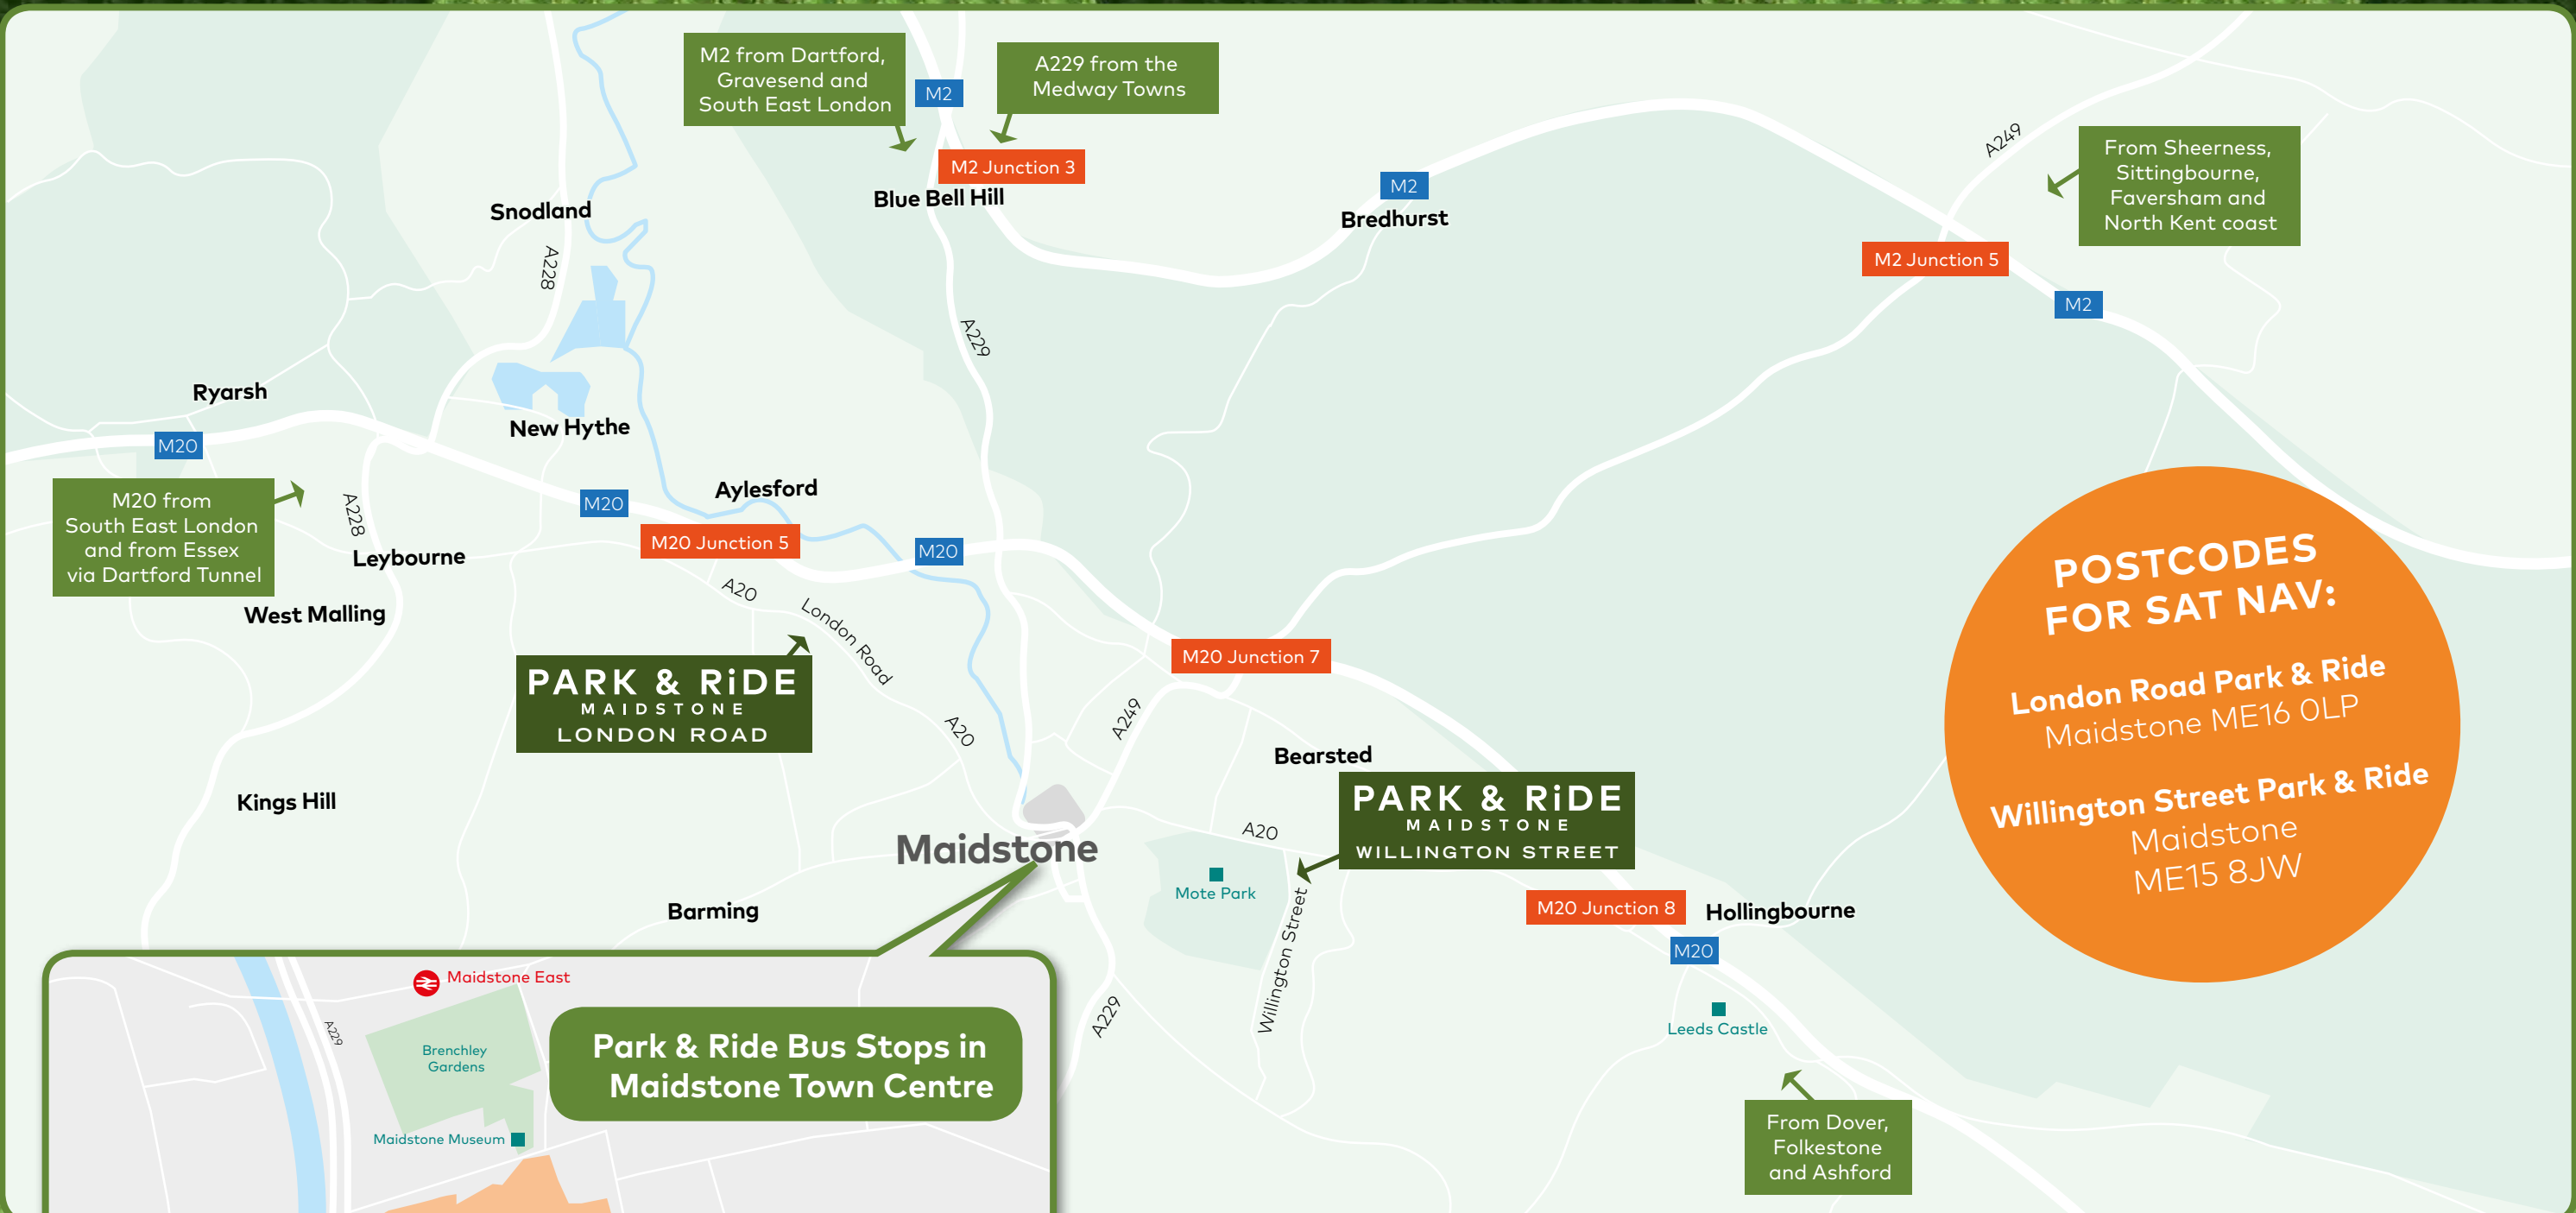 M2 from Dartford,
Gravesend and
South East London
M2
A229 from the
Medway Towns
M2 Junction 3
Blue Bell Hill
M2
Bredhurst
A249
From Sheerness,
Sittingbourne,
Faversham and
North Kent coast
M2 Junction 5
M2
Snodland
A228
A229
Ryarsh
New Hythe
M20
M20 from
South East London
and from Essex
via Dartford Tunnel
A228
Leybourne
West Malling
M20
Aylesford
M20 Junction 5
M20
A20
London Road
A20
PARK & RiDE
MAIDSTONE
LONDON ROAD
M20 Junction 7
A249
Bearsted
PARK & RiDE
MAIDSTONE
WILLINGTON STREET
A20
Kings Hill
Maidstone
Mote Park
Willington Street
Barming
M20 Junction 8
Hollingbourne
M20
Leeds Castle
A229
From Dover,
Folkestone
and Ashford
POSTCODES
FOR SAT NAV:
London Road Park & Ride
Maidstone ME16 0LP
Willington Street Park & Ride
Maidstone
ME15 8JW
Maidstone East
A229
Brenchley
Gardens
Maidstone Museum
Park & Ride Bus Stops in
Maidstone Town Centre